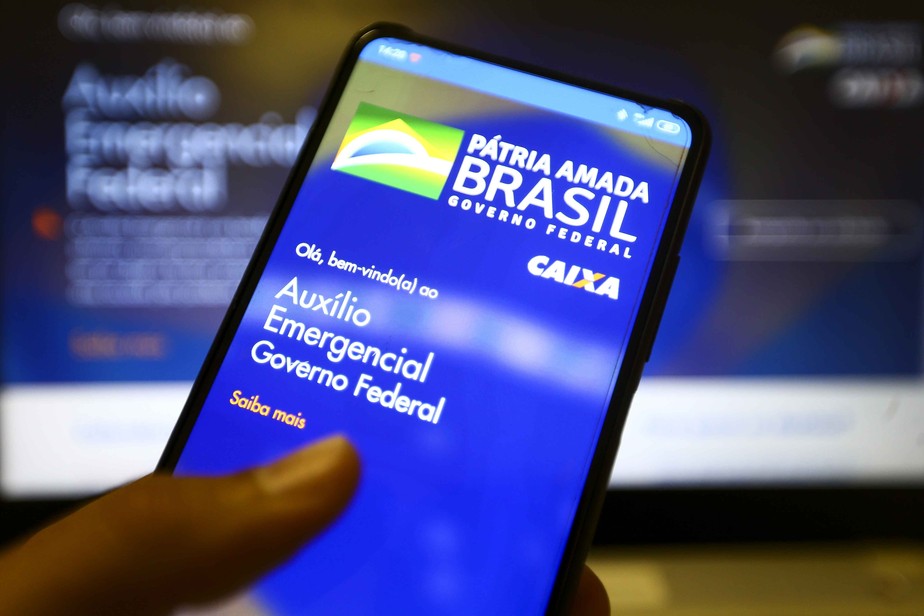 PÁTRIA AMADA
BRASIL
GOVERNO FEDERAL
CAIXA
Olá, bem-vindo(a) ao
Auxílio
Emergencial
Governo Federal
Saiba mais
Auxílio
Emergencial
Federal